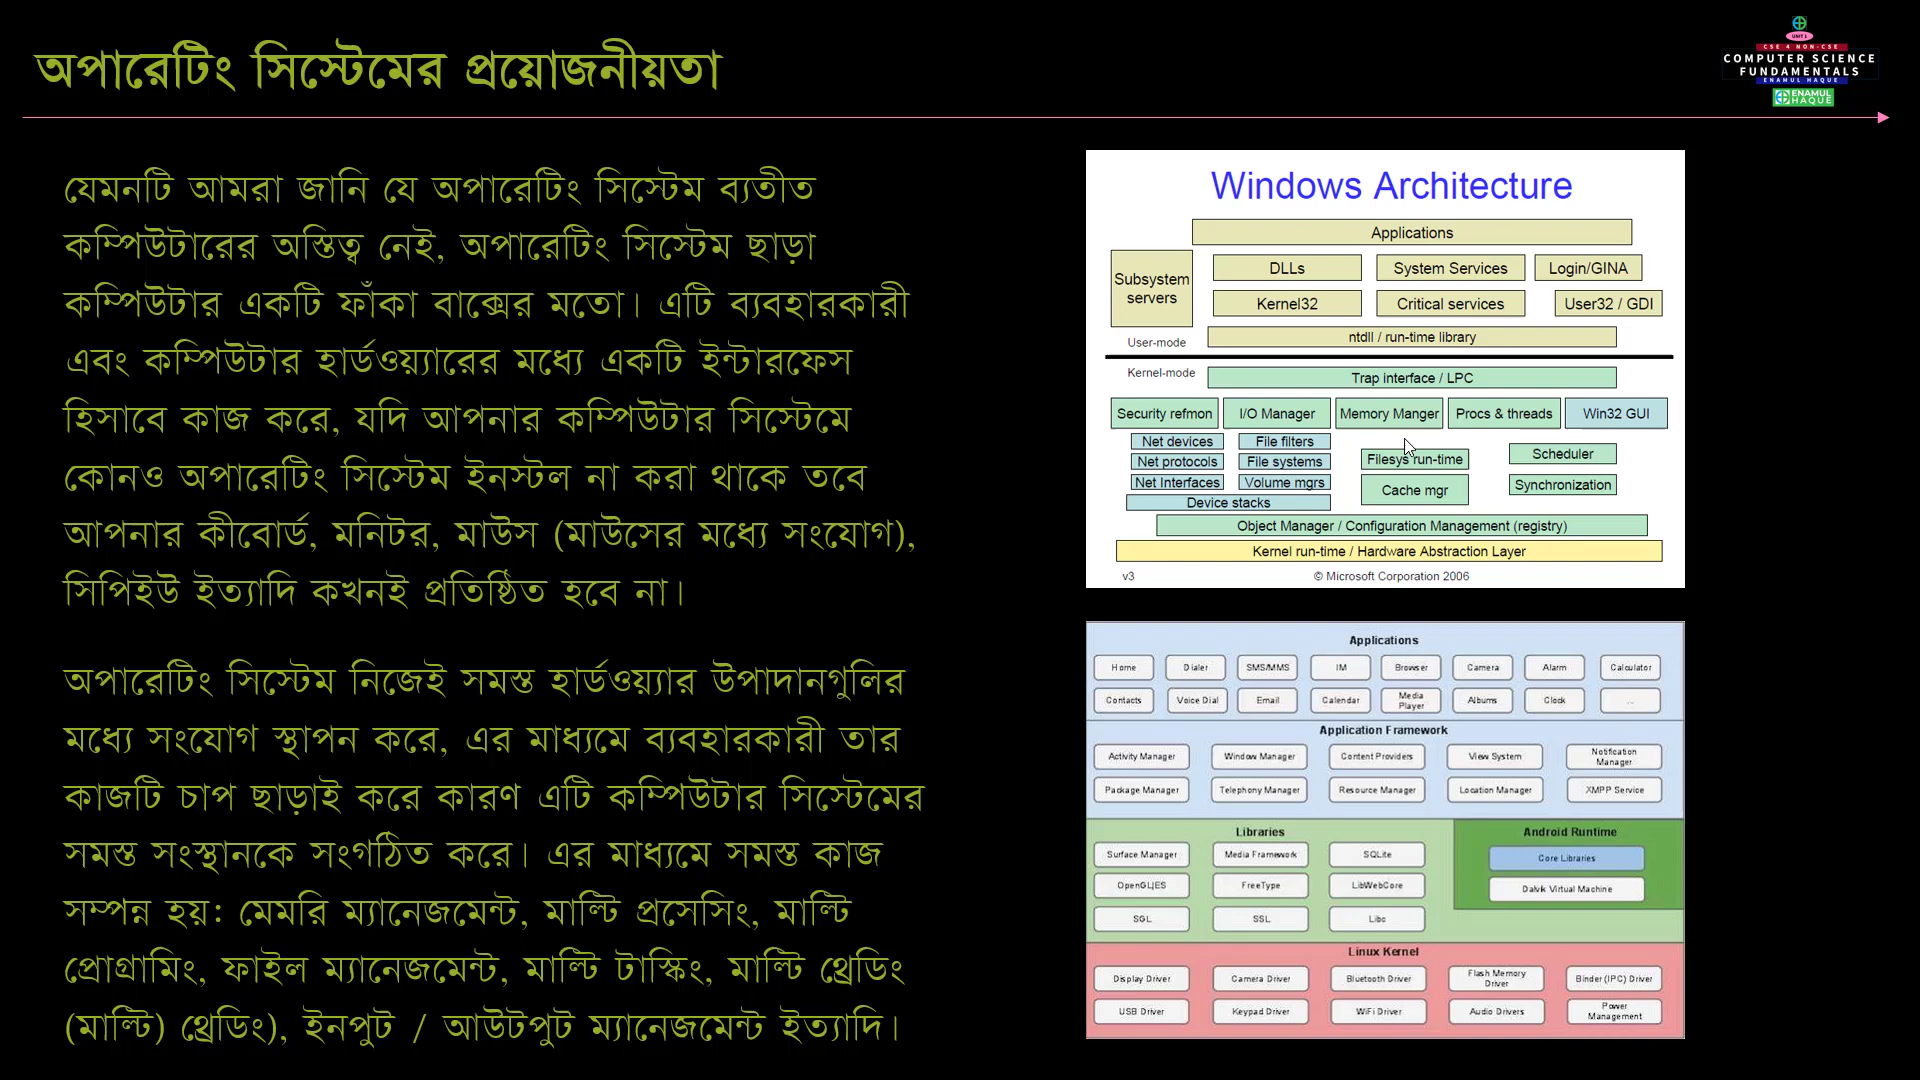 অপারেটিং সিস্টেমের প্রয়োজনীয়তা
UNIT 1
CSE 4 NON-CSE
COMPUTER SCIENCE
FUNDAMENTALS
ENAMUL HAQUE
ENAMUL
HAQUE
যেমনটি আমরা জানি যে অপারেটিং সিস্টেম ব্যতীত
কম্পিউটারের অস্তিত্ব নেই, অপারেটিং সিস্টেম ছাড়া
কম্পিউটার একটি ফাঁকা বাক্সের মতো। এটি ব্যবহারকারী
এবং কম্পিউটার হার্ডওয়্যারের মধ্যে একটি ইন্টারফেস
হিসাবে কাজ করে, যদি আপনার কম্পিউটার সিস্টেমে
কোনও অপারেটিং সিস্টেম ইনস্টল না করা থাকে তবে
আপনার কীবোর্ড, মনিটর, মাউস (মাউসের মধ্যে সংযোগ),
সিপিইউ ইত্যাদি কখনই প্রতিষ্ঠিত হবে না।
অপারেটিং সিস্টেম নিজেই সমস্ত হার্ডওয়্যার উপাদানগুলির
মধ্যে সংযোগ স্থাপন করে, এর মাধ্যমে ব্যবহারকারী তার
কাজটি চাপ ছাড়াই করে কারণ এটি কম্পিউটার সিস্টেমের
সমস্ত সংস্থানকে সংগঠিত করে। এর মাধ্যমে সমস্ত কাজ
সম্পন্ন হয়: মেমরি ম্যানেজমেন্ট, মাল্টি প্রসেসিং, মাল্টি
প্রোগ্রামিং, ফাইল ম্যানেজমেন্ট, মাল্টি টাস্কিং, মাল্টি থ্রেডিং
(মাল্টি) থ্রেডিং), ইনপুট / আউটপুট ম্যানেজমেন্ট ইত্যাদি।
Windows Architecture
Applications
Subsystem
servers
DLLs System Services Login/GINA
Kernel32 Critical services User32 / GDI
ntdll / run-time library
User-mode
Kernel-mode
Trap interface / LPC
Security refmon I/O Manager Memory Manger Procs & threads Win32 GUI
Net devices File filters
Net protocols File systems Filesys run-time Scheduler
Net Interfaces Volume mgrs Cache mgr Synchronization
Device stacks
Object Manager / Configuration Management (registry)
Kernel run-time / Hardware Abstraction Layer
v3 © Microsoft Corporation 2006
Applications
Home Dialer SMS/MMS IM Browser Camera Alarm Calculator
Contacts Voice Dial Email Calendar Media Player Albums Clock ...
Application Framework
Activity Manager Window Manager Content Providers View System Notification Manager
Package Manager Telephony Manager Resource Manager Location Manager XMPP Service
Libraries Android Runtime
Surface Manager Media Framework SQLite Core Libraries
OpenGL|ES FreeType LibWebCore Dalvik Virtual Machine
SGL SSL Libc
Linux Kernel
Display Driver Camera Driver Bluetooth Driver Flash Memory Driver Binder (IPC) Driver
USB Driver Keypad Driver WiFi Driver Audio Drivers Power Management